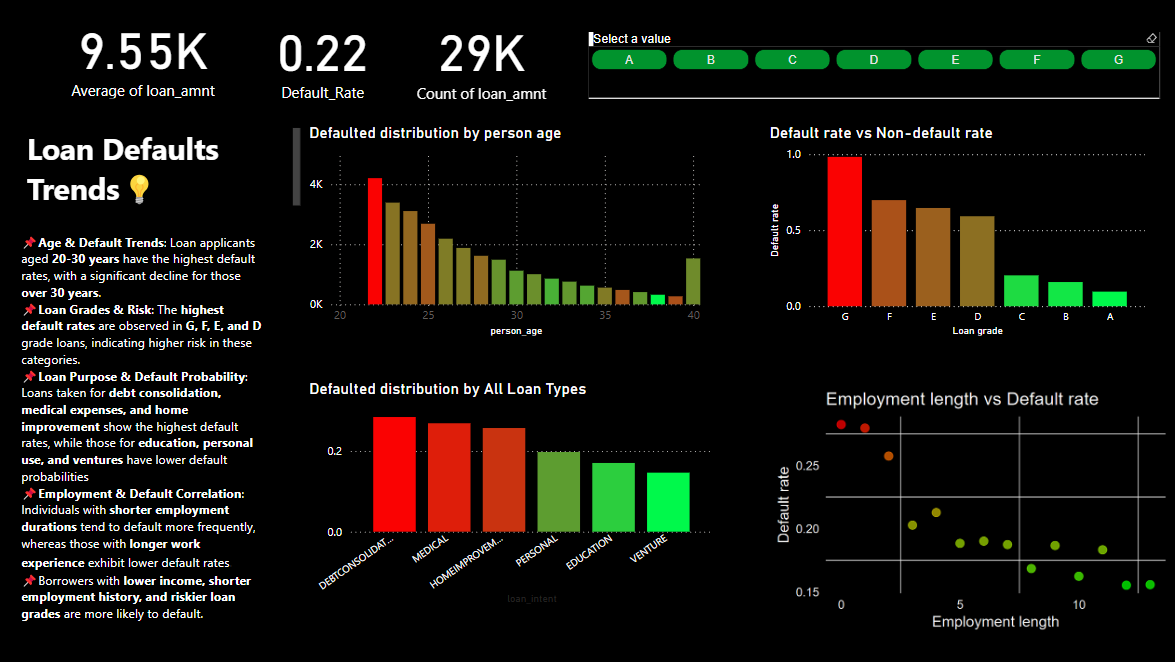 9.55K
Average of loan_amnt
0.22
Default_Rate
29K
Count of loan_amnt
Select a value
A B C D E F G
Loan Defaults
Trends 💡
📌 Age & Default Trends: Loan applicants
aged 20-30 years have the highest default
rates, with a significant decline for those
over 30 years.
📌 Loan Grades & Risk: The highest
default rates are observed in G, F, E, and D
grade loans, indicating higher risk in these
categories.
📌 Loan Purpose & Default Probability:
Loans taken for debt consolidation,
medical expenses, and home
improvement show the highest default
rates, while those for education, personal
use, and ventures have lower default
probabilities
📌 Employment & Default Correlation:
Individuals with shorter employment
durations tend to default more frequently,
whereas those with longer work
experience exhibit lower default rates
📌 Borrowers with lower income, shorter
employment history, and riskier loan
grades are more likely to default.
Defaulted distribution by person age
4K
2K
0K
20 25 30 35 40
person_age
Default rate vs Non-default rate
Default rate
1.0
0.5
0.0
G F E D C B A
Loan grade
Defaulted distribution by All Loan Types
0.2
0.0
DEBTCONSOLIDAT...
MEDICAL
HOMEIMPROVEM...
PERSONAL
EDUCATION
VENTURE
loan_intent
Employment length vs Default rate
Default rate
0.25
0.20
0.15
0 5 10
Employment length